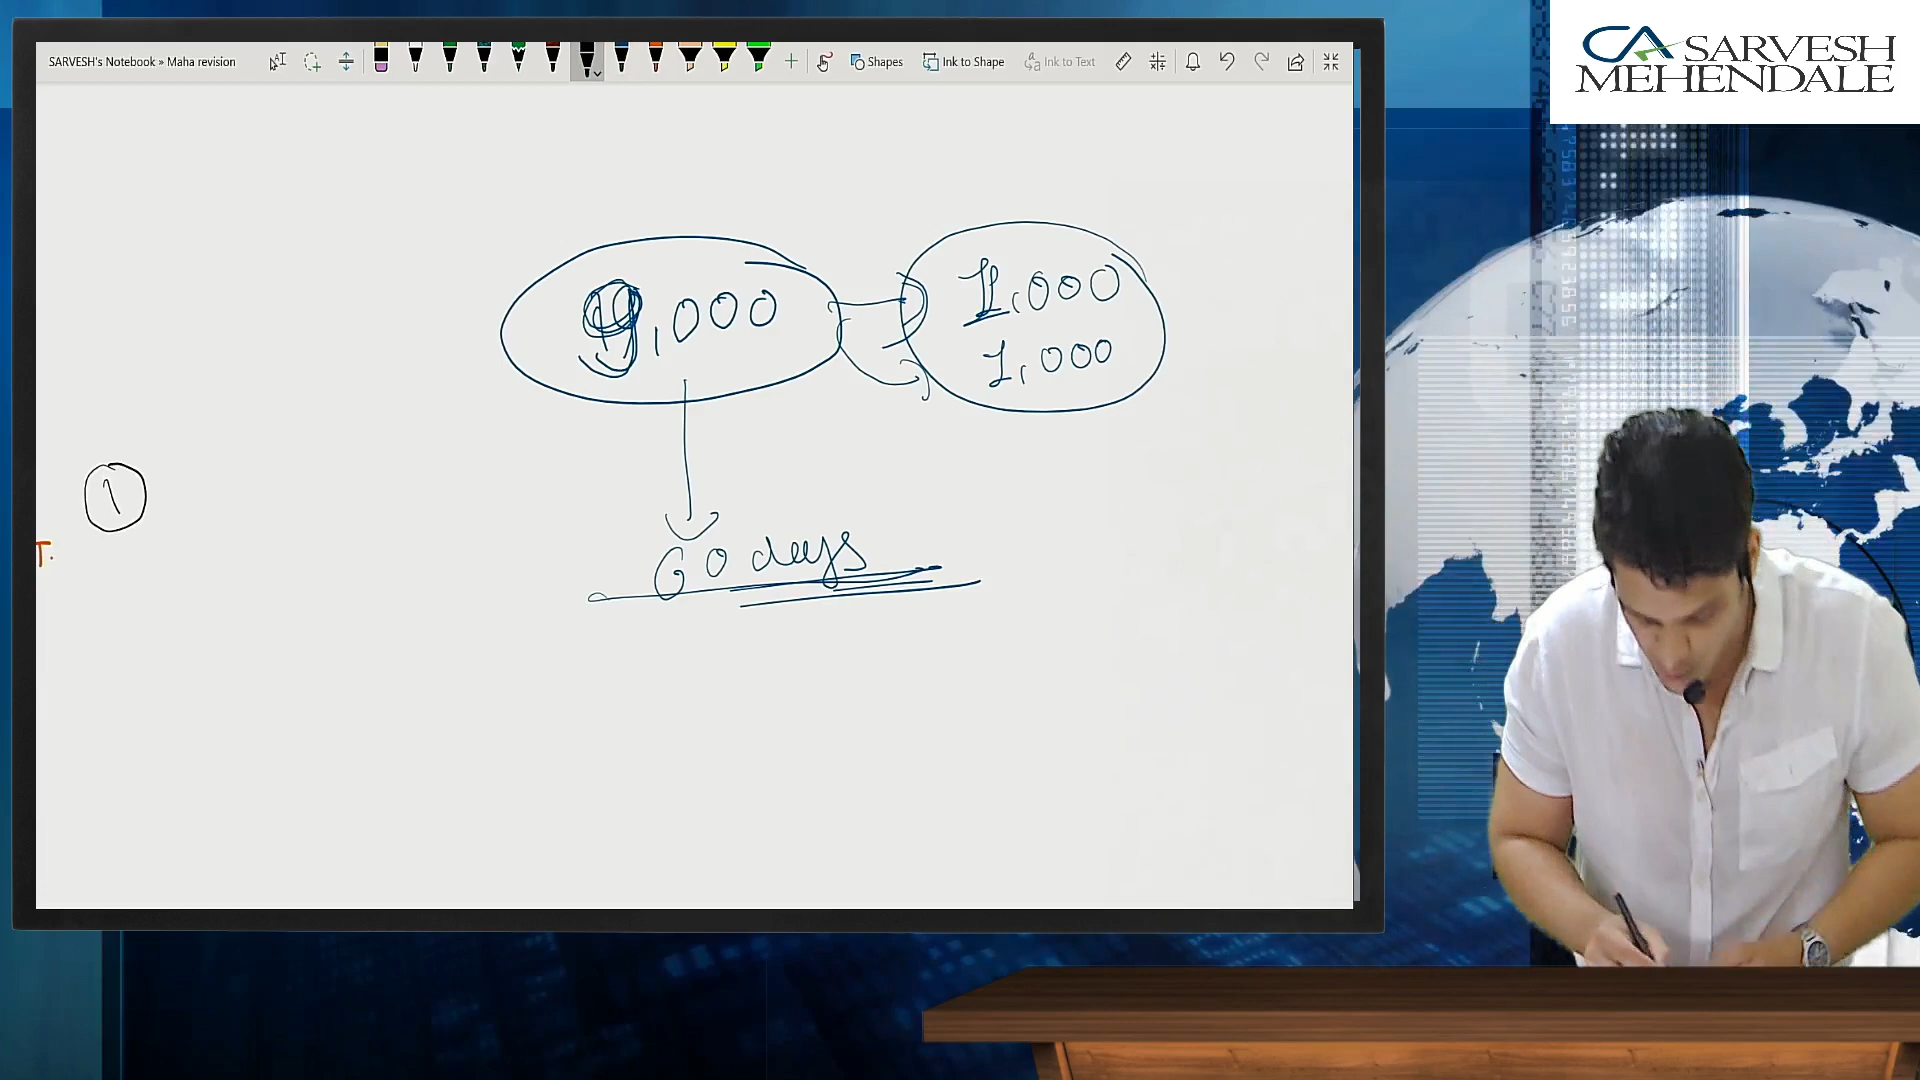 SARVESH's Notebook » Maha revision
Shapes
Ink to Shape
Ink to Text
CA SARVESH
MEHENDALE
9,000
1,000
1,000
1
T.
60 days